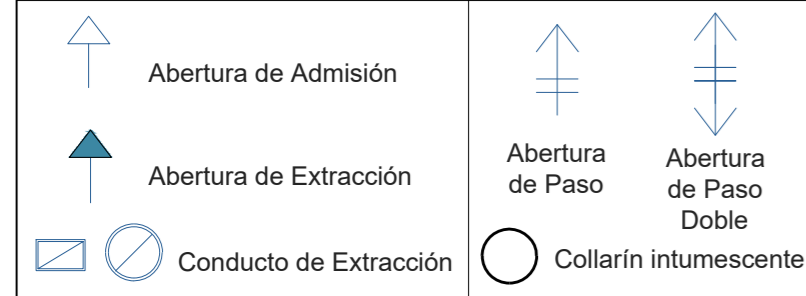 Abertura de Admisión
Abertura de Extracción
Conducto de Extracción
Abertura
de Paso
Abertura
de Paso
Doble
Collarín intumescente